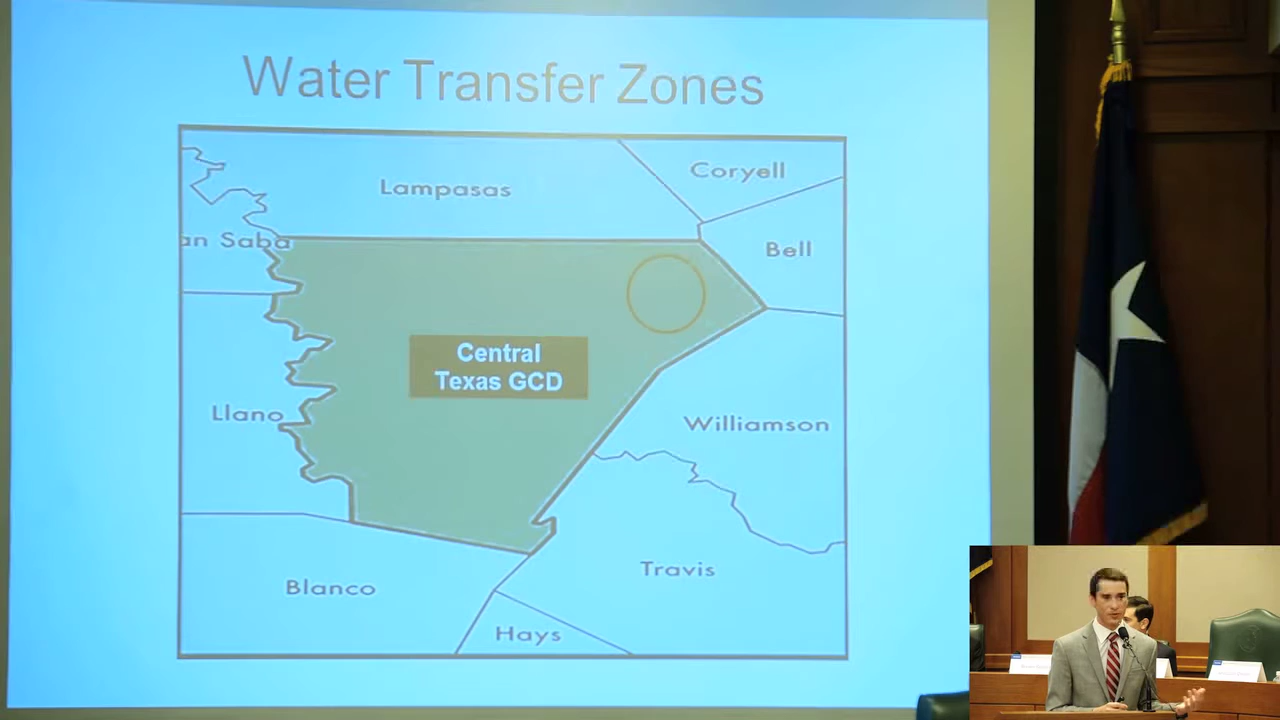 Water Transfer Zones
Coryell
Lampasas
an Saba
Bell
Central
Texas GCD
Llano
Williamson
Travis
Blanco
Hays